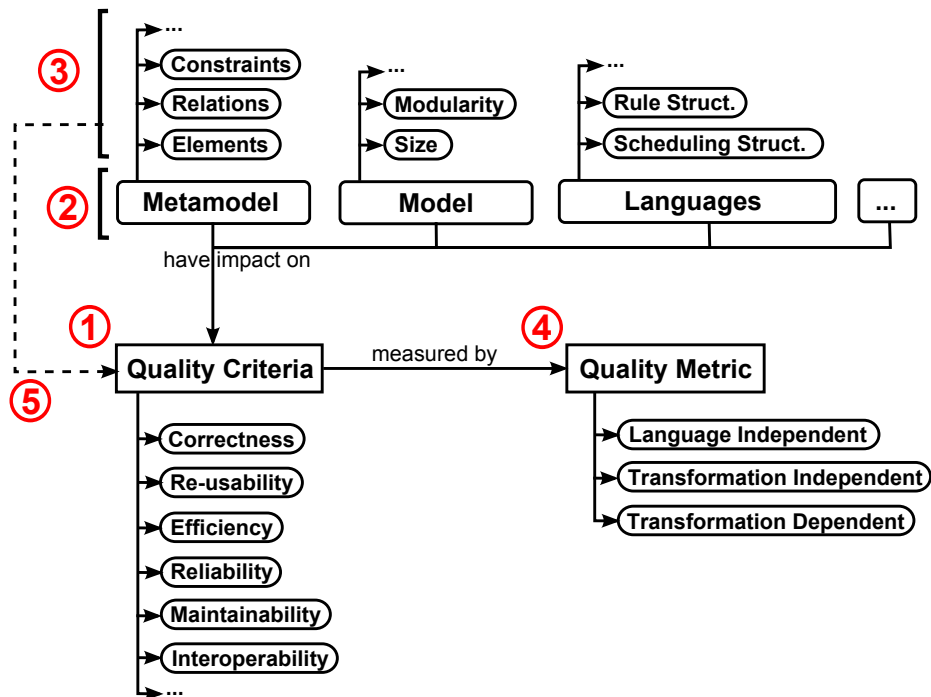 ...
③
Constraints
Relations
Elements
...
Modularity
Size
...
Rule Struct.
Scheduling Struct.
②
Metamodel
Model
Languages
...
have impact on
①
Quality Criteria
measured by
④
Quality Metric
⑤
Correctness
Re-usability
Efficiency
Reliability
Maintainability
Interoperability
...
Language Independent
Transformation Independent
Transformation Dependent